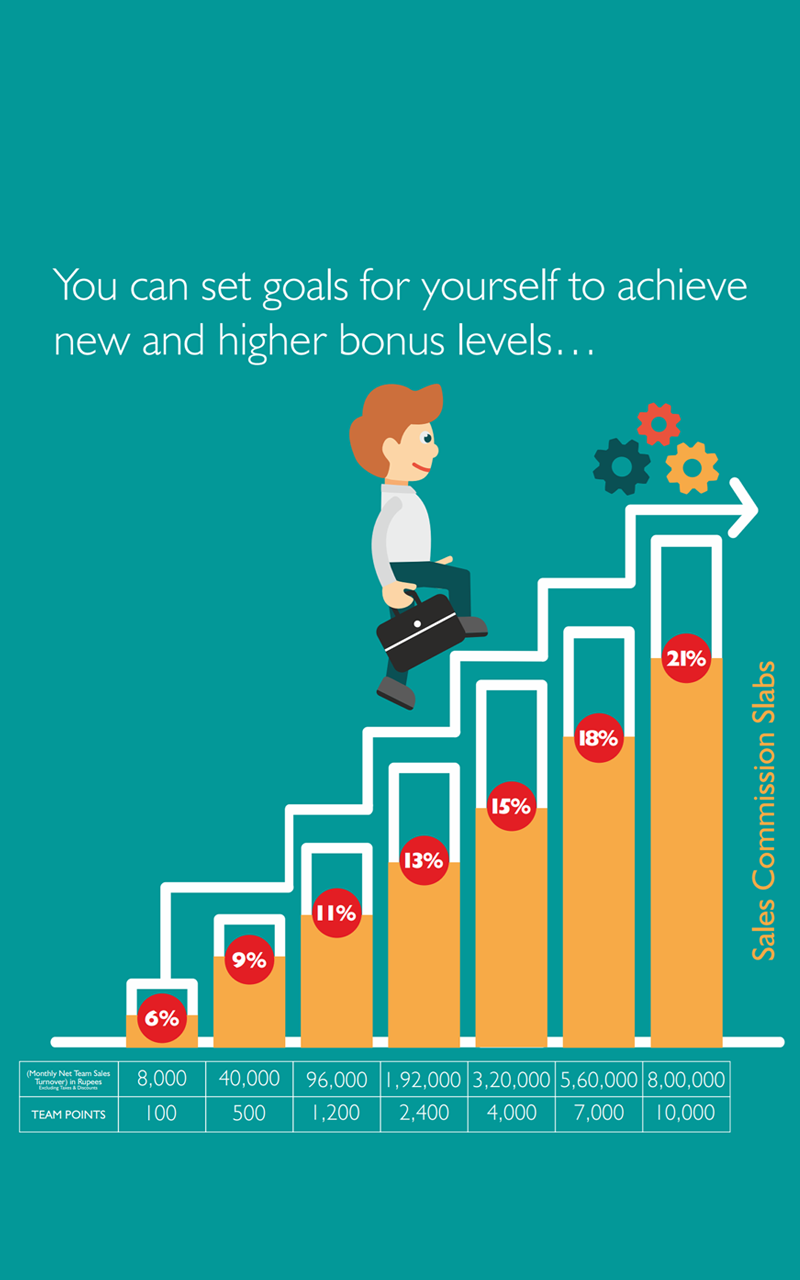 You can set goals for yourself to achieve
new and higher bonus levels...
21%
18%
15%
13%
11%
9%
6%
Sales Commission Slabs
(Monthly Net Team Sales
Turnover) in Rupees
Excluding Taxes & Discounts
8,000 40,000 96,000 1,92,000 3,20,000 5,60,000 8,00,000
TEAM POINTS 100 500 1,200 2,400 4,000 7,000 10,000